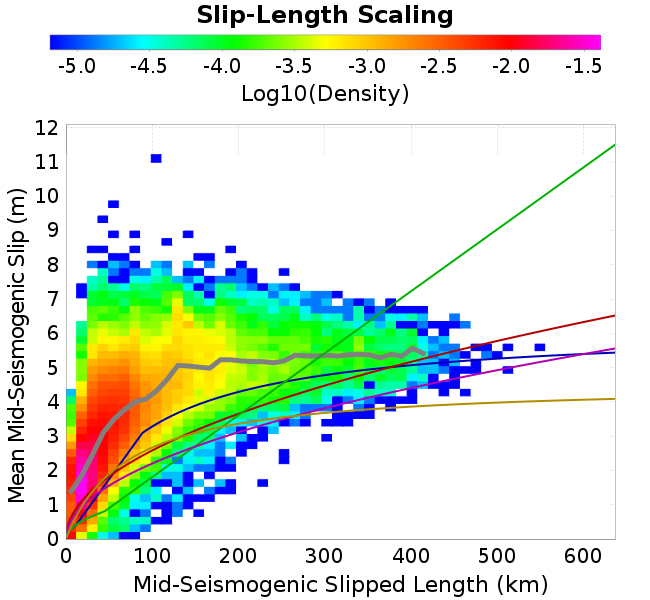 Slip-Length Scaling
-5.0 -4.5 -4.0 -3.5 -3.0 -2.5 -2.0 -1.5
Log10(Density)
12
11
10
9
8
7
6
5
4
3
2
1
0
Mean Mid-Seismogenic Slip (m)
0 100 200 300 400 500 600
Mid-Seismogenic Slipped Length (km)